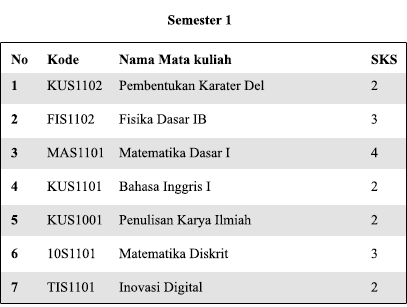 Semester 1
No Kode Nama Mata kuliah SKS
1 KUS1102 Pembentukan Karater Del 2
2 FIS1102 Fisika Dasar IB 3
3 MAS1101 Matematika Dasar I 4
4 KUS1101 Bahasa Inggris I 2
5 KUS1001 Penulisan Karya Ilmiah 2
6 10S1101 Matematika Diskrit 3
7 TIS1101 Inovasi Digital 2